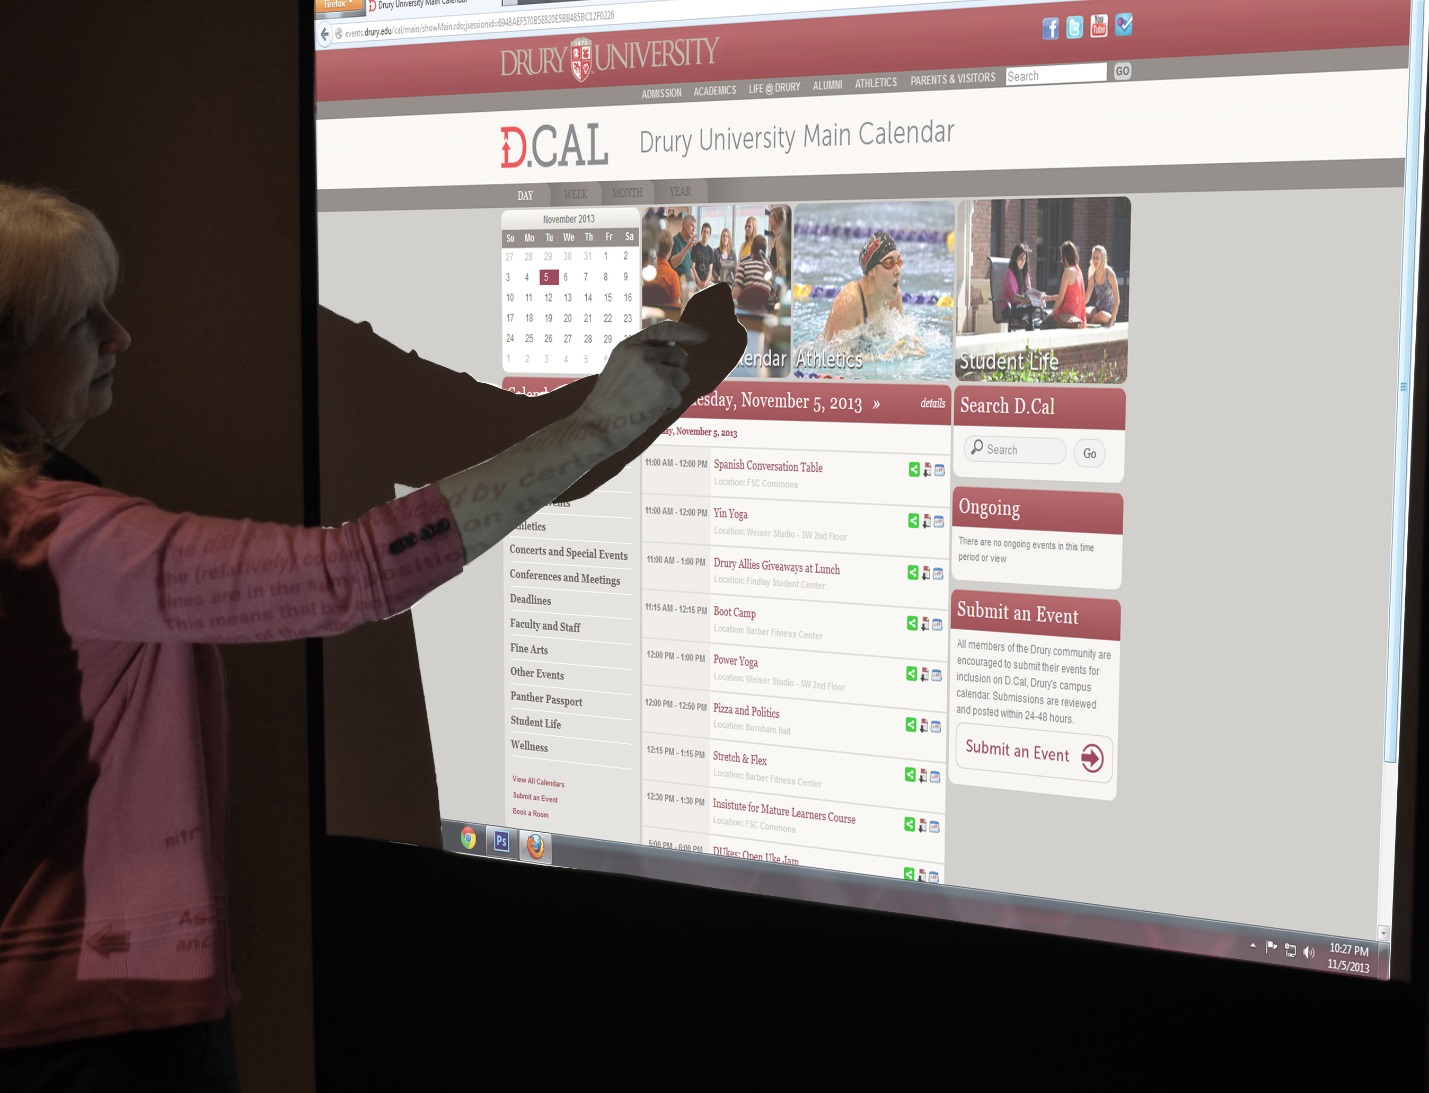 Firefox
Drury University Main Calendar
events.drury.edu/cal/main/showMain.rdo;jsessionid=6948AEF570B5E820E5BB485BC12F0226
DRURY UNIVERSITY
ADMISSION ACADEMICS LIFE @ DRURY ALUMNI ATHLETICS PARENTS & VISITORS Search GO
D.CAL Drury University Main Calendar
DAY WEEK MONTH YEAR
November 2013
Su Mo Tu We Th Fr Sa
27 28 29 30 31 1 2
3 4 5 6 7 8 9
10 11 12 13 14 15 16
17 18 19 20 21 22 23
24 25 26 27 28 29
1 2 3 4 5
Athletics
Student Life
Tuesday, November 5, 2013 » details
November 5, 2013
11:00 AM - 12:00 PM Spanish Conversation Table
Location: FSC Commons
11:00 AM - 12:00 PM Yin Yoga
Location: Weiser Studio - SW 2nd Floor
11:00 AM - 1:00 PM Drury Allies Giveaways at Lunch
Location: Findlay Student Center
11:15 AM - 12:15 PM Boot Camp
Location: Barber Fitness Center
12:00 PM - 1:00 PM Power Yoga
Location: Weiser Studio - SW 2nd Floor
12:00 PM - 12:50 PM Pizza and Politics
Location: Burnham Hall
12:15 PM - 1:15 PM Stretch & Flex
Location: Barber Fitness Center
12:30 PM - 1:30 PM Insistute for Mature Learners Course
Location: FSC Commons
5:00 PM - 6:00 PM DUkes: Open Uke Jam
Athletics
Concerts and Special Events
Conferences and Meetings
Deadlines
Faculty and Staff
Fine Arts
Other Events
Panther Passport
Student Life
Wellness
View All Calendars
Submit an Event
Book a Room
Search D.Cal
Search Go
Ongoing
There are no ongoing events in this time
period or view
Submit an Event
All members of the Drury community are
encouraged to submit their events for
inclusion on D.Cal, Drury's campus
calendar. Submissions are reviewed
and posted within 24-48 hours.
Submit an Event
Ps
10:27 PM
11/5/2013